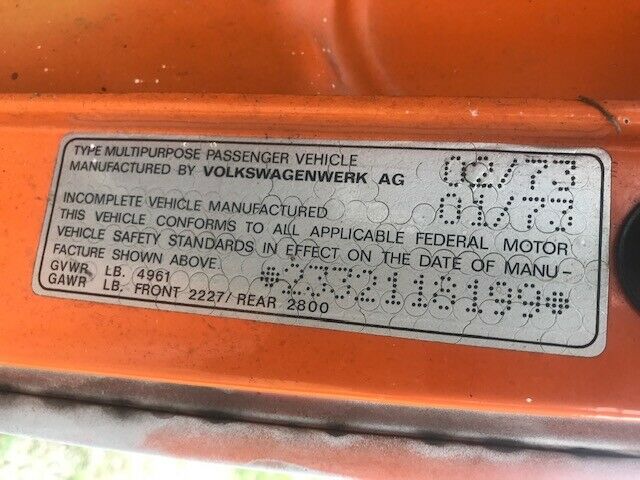 TYPE MULTIPURPOSE PASSENGER VEHICLE
MANUFACTURED BY VOLKSWAGENWERK AG 02/73
INCOMPLETE VEHICLE MANUFACTURED 01/73
THIS VEHICLE CONFORMS TO ALL APPLICABLE FEDERAL MOTOR
VEHICLE SAFETY STANDARDS IN EFFECT ON THE DATE OF MANU-
FACTURE SHOWN ABOVE. *2332118199*
GVWR LB. 4961
GAWR LB. FRONT 2227/ REAR 2800